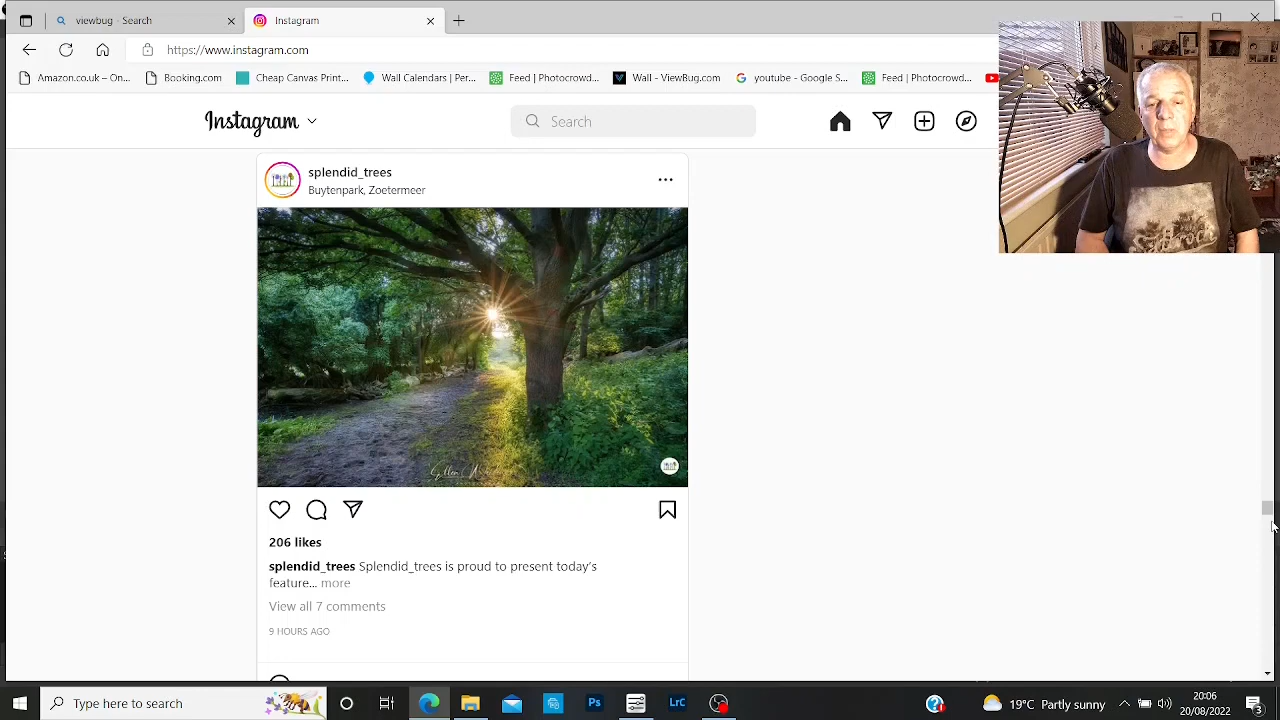 viewbug - Search
Instagram
https://www.instagram.com
Amazon.co.uk – On...
Booking.com
Cheap Canvas Print...
Wall Calendars | Per...
Feed | Photocrowd...
Wall - ViewBug.com
youtube - Google S...
Feed | Photocrowd...
Instagram
Search
splendid_trees
Buytenpark, Zoetermeer
206 likes
splendid_trees Splendid_trees is proud to present today's
feature... more
View all 7 comments
9 HOURS AGO
Type here to search
Ps
LrC
19°C Partly sunny
20:06
20/08/2022
3